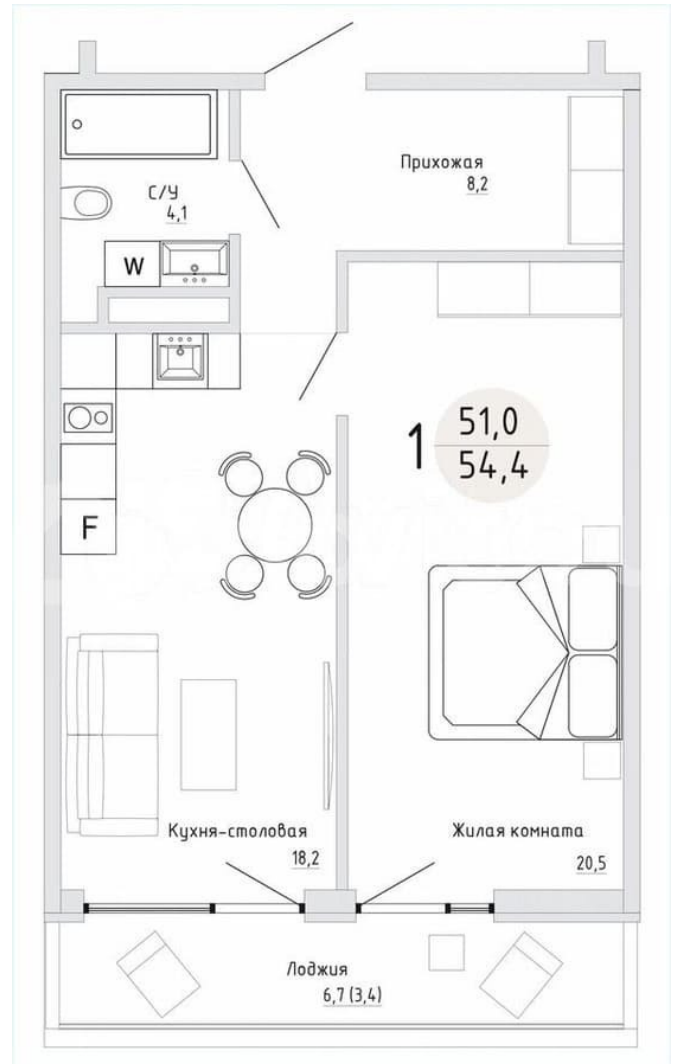 Прихожая
8,2
С/У
4,1
W
1
51,0
54,4
F
Кухня-столовая
18,2
Жилая комната
20,5
Лоджия
6,7 (3,4)